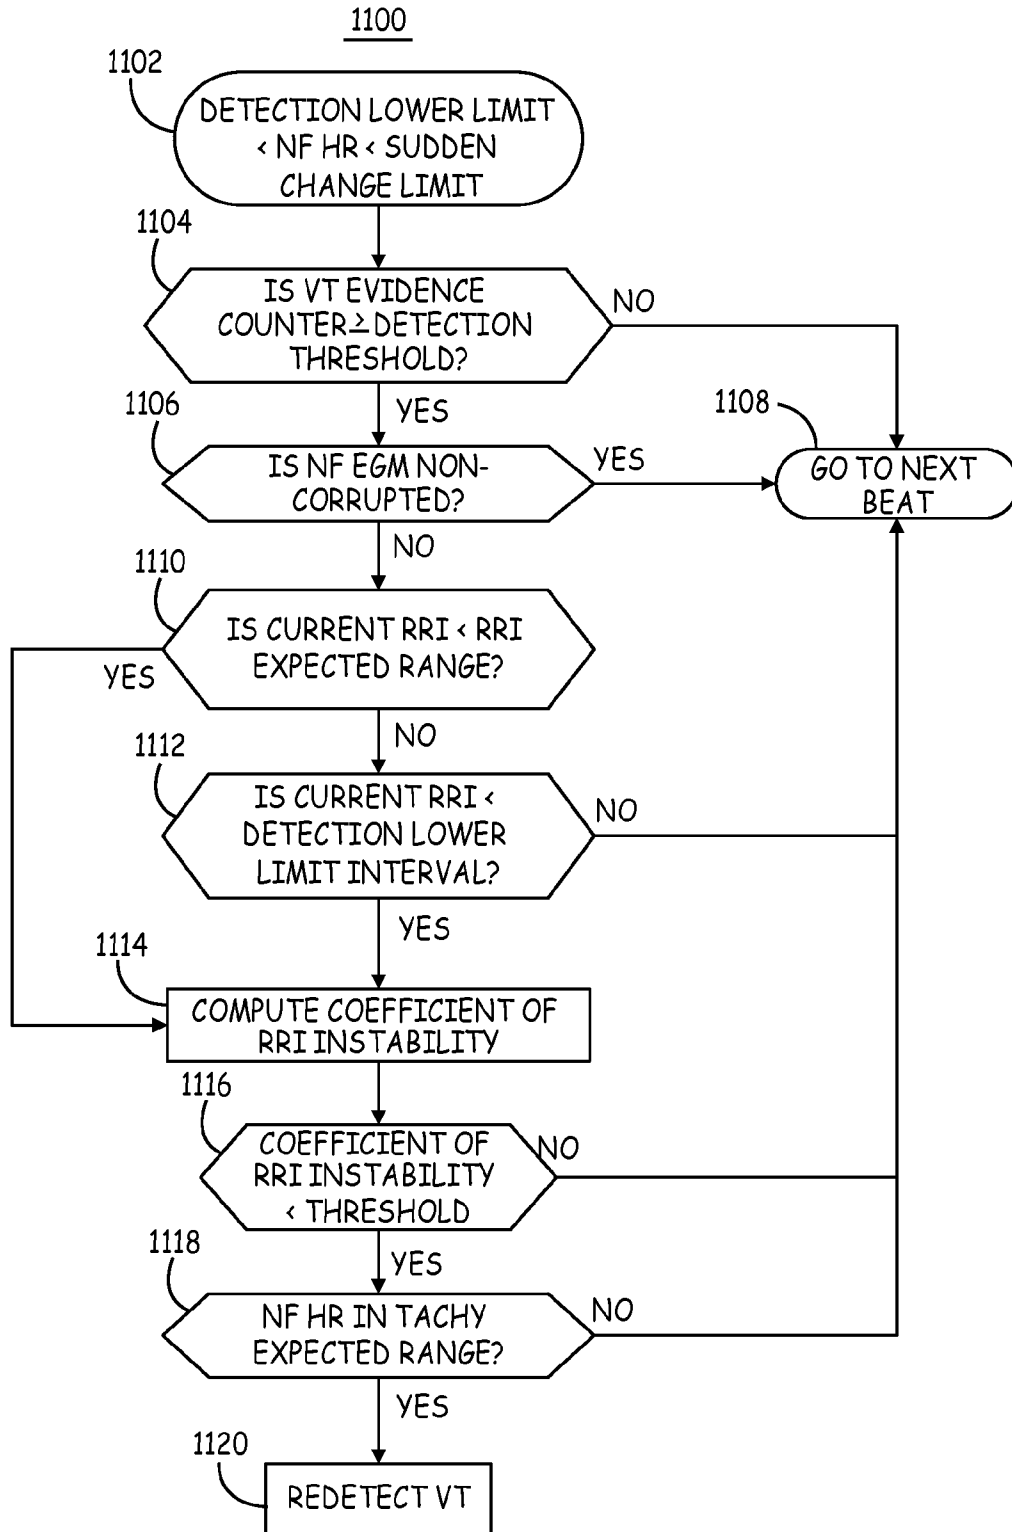 1100
1102
DETECTION LOWER LIMIT
< NF HR < SUDDEN
CHANGE LIMIT
1104
IS VT EVIDENCE
COUNTER ≥ DETECTION
THRESHOLD?
NO
YES
1106
IS NF EGM NON-
CORRUPTED?
YES
1108
GO TO NEXT
BEAT
NO
1110
IS CURRENT RRI < RRI
EXPECTED RANGE?
YES
NO
1112
IS CURRENT RRI <
DETECTION LOWER
LIMIT INTERVAL?
NO
YES
1114
COMPUTE COEFFICIENT OF
RRI INSTABILITY
1116
COEFFICIENT OF
RRI INSTABILITY
< THRESHOLD
NO
YES
1118
NF HR IN TACHY
EXPECTED RANGE?
NO
YES
1120
REDETECT VT